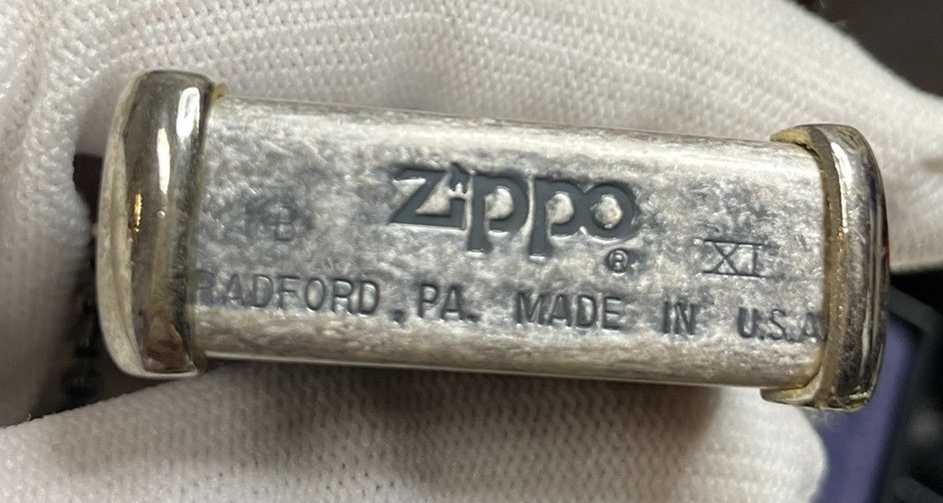 B zippo ® XI
RADFORD, PA. MADE IN U.S.A